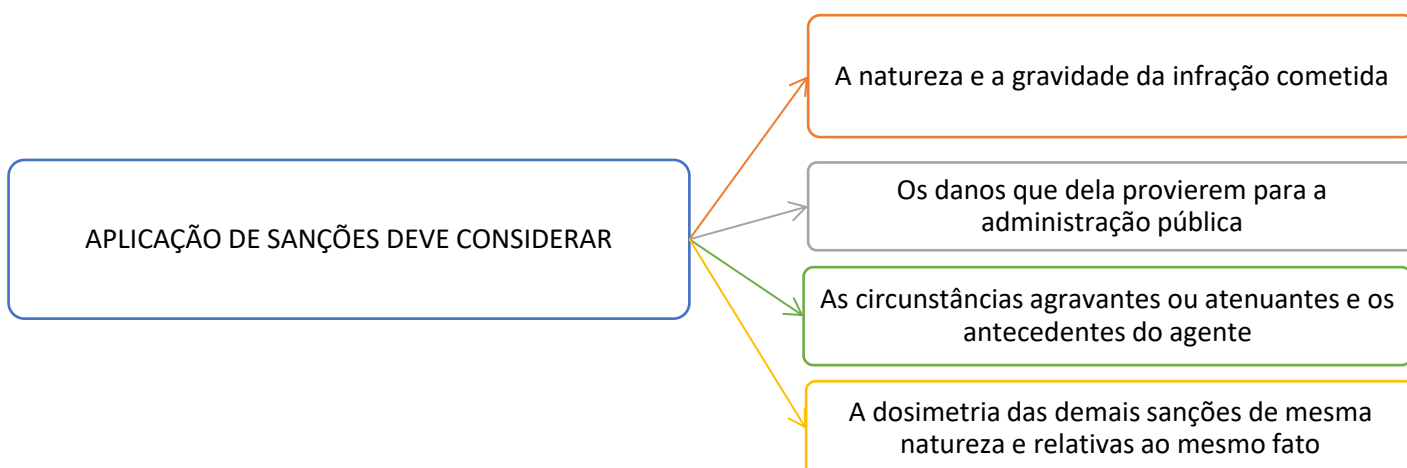 APLICAÇÃO DE SANÇÕES DEVE CONSIDERAR
A natureza e a gravidade da infração cometida
Os danos que dela provierem para a
administração pública
As circunstâncias agravantes ou atenuantes e os
antecedentes do agente
A dosimetria das demais sanções de mesma
natureza e relativas ao mesmo fato